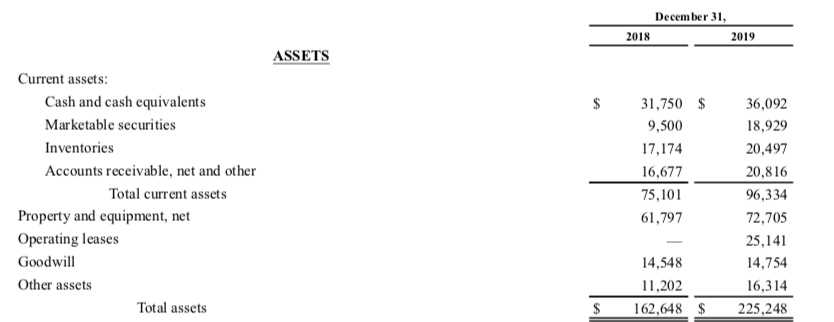 December 31,
2018 2019
ASSETS
Current assets:
Cash and cash equivalents $ 31,750 $ 36,092
Marketable securities 9,500 18,929
Inventories 17,174 20,497
Accounts receivable, net and other 16,677 20,816
Total current assets 75,101 96,334
Property and equipment, net 61,797 72,705
Operating leases — 25,141
Goodwill 14,548 14,754
Other assets 11,202 16,314
Total assets $ 162,648 $ 225,248